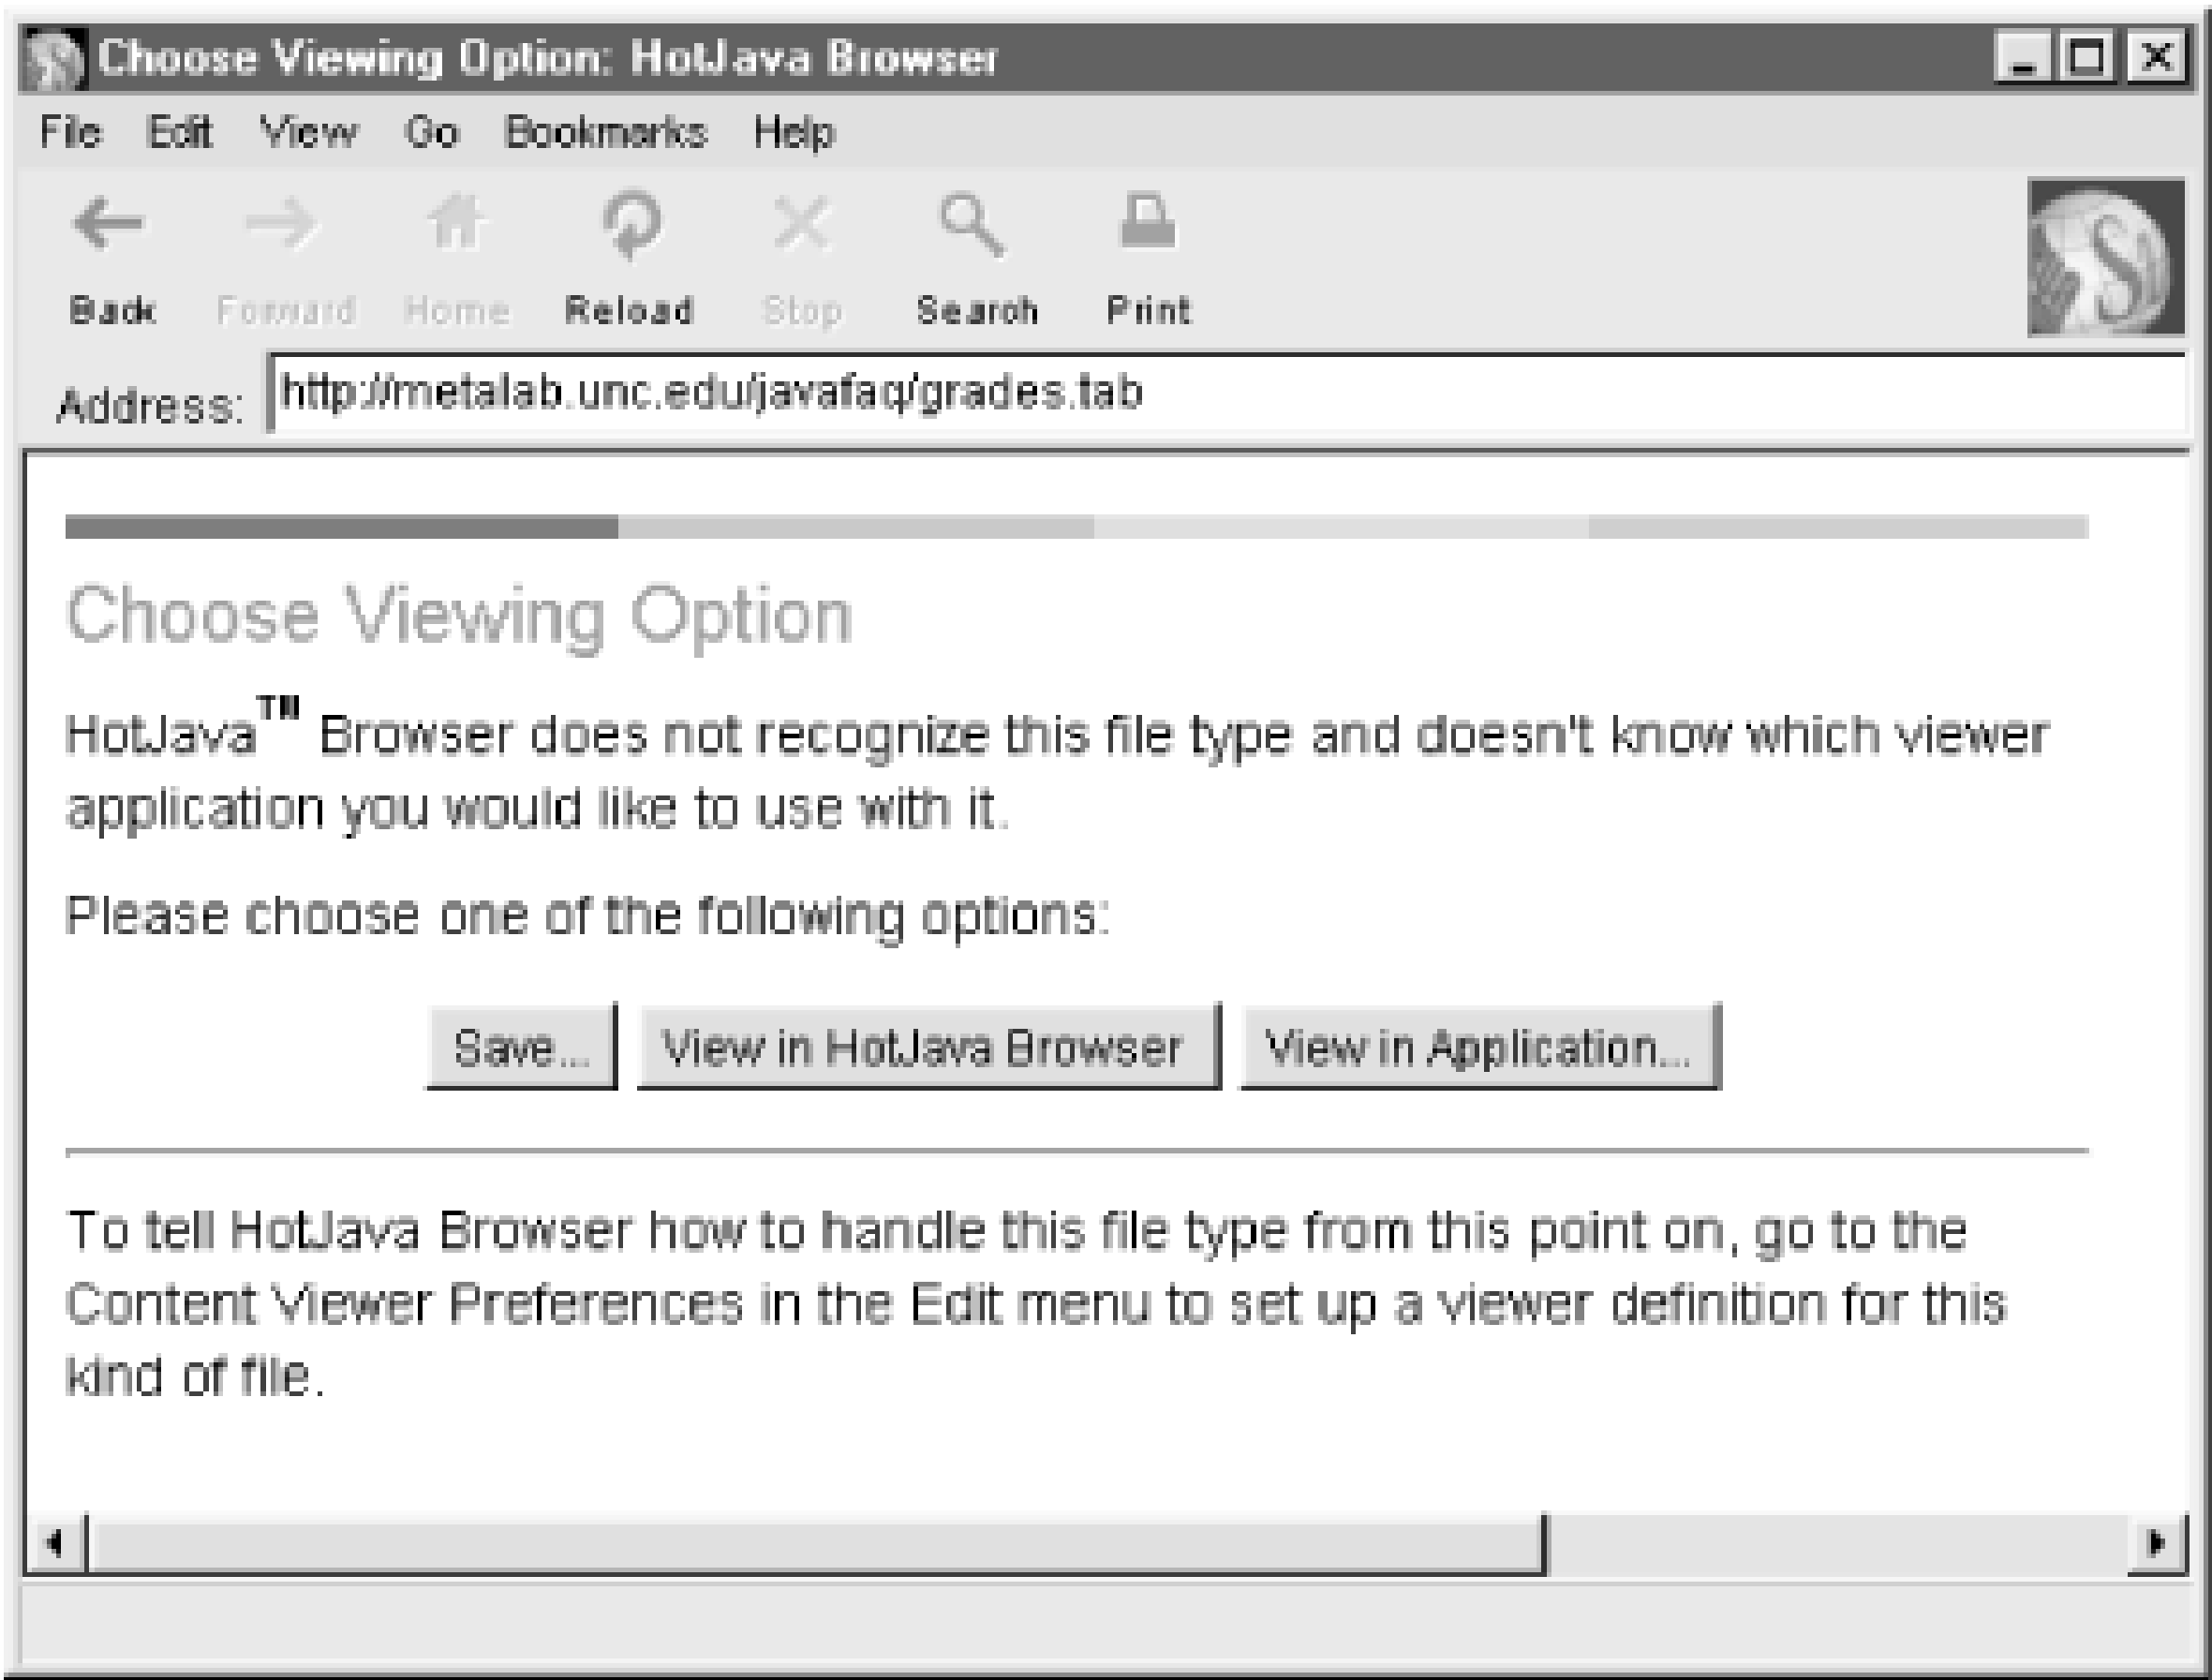 Choose Viewing Option: HotJava Browser
File Edit View Go Bookmarks Help
Back Forward Home Reload Stop Search Print
Address: http://metalab.unc.edu/javafaq/grades.tab
Choose Viewing Option
HotJava™ Browser does not recognize this file type and doesn't know which viewer
application you would like to use with it.
Please choose one of the following options:
Save... View in HotJava Browser View in Application...
To tell HotJava Browser how to handle this file type from this point on, go to the
Content Viewer Preferences in the Edit menu to set up a viewer definition for this
kind of file.